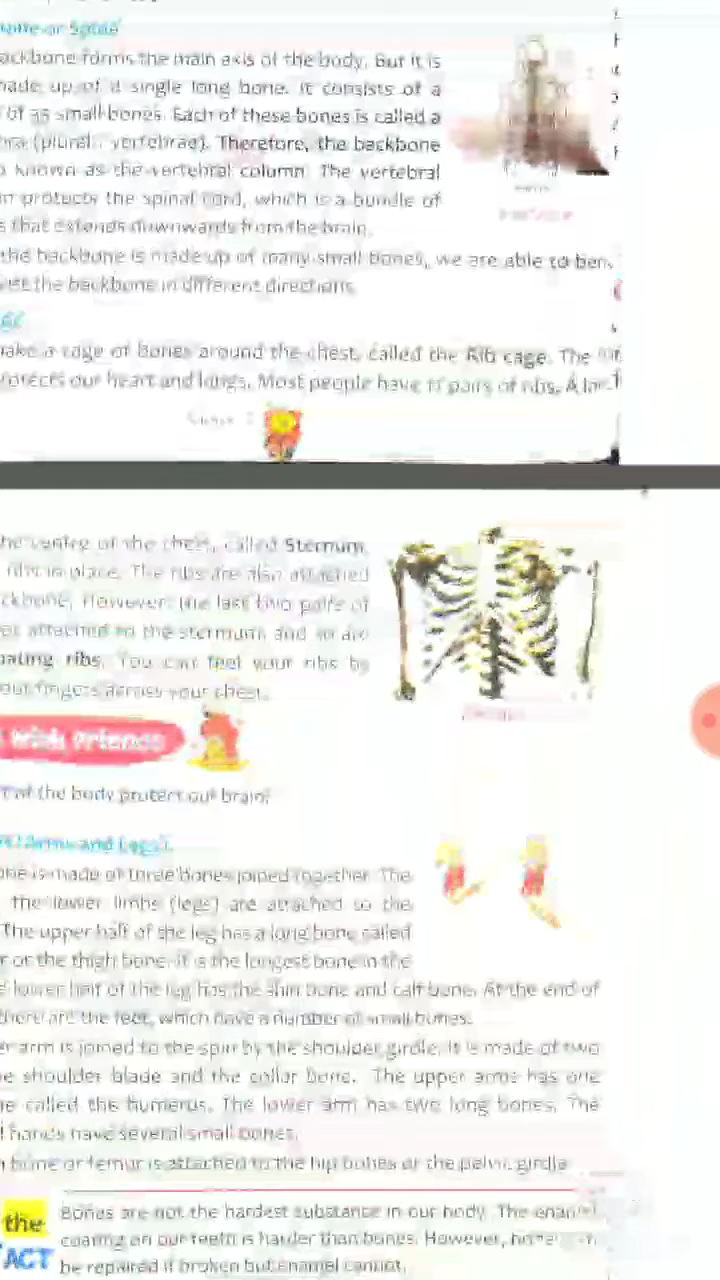 ackbone forms the main axis of the body. But it is
made up of a single long bone. It consists of a
of small bones. Each of these bones is called a
(plural: vertebrae). Therefore, the backbone
known as the vertebral column. The vertebral
protects the spinal cord, which is a bundle of
s that extends downwards from the brain.
the backbone is made up of many small bones, we are able to ben
the backbone in different directions.
make a cage of bones around the chest, called the Rib cage. The
rotects our heart and lungs. Most people have pairs of ribs. A
he centre of the chest, called Sternum,
ribs in place. The ribs are also attached
ckbone. However, the last two pairs of
attached to the sternum and so are
oating ribs. You can feel your ribs by
fingers across your chest.
With Friends
of the body protect our brain?
(Arms and Legs)
one is made of three bones joined together. The
the lower limbs (legs) are attached to the
The upper half of the leg has a long bone called
r or the thigh bone. It is the longest bone in the
e lower half of the leg has the shin bone and calf bone. At the end of
there are the feet, which have a number of small bones.
er arm is joined to the spin by the shoulder girdle. It is made of two
e shoulder blade and the collar bone. The upper arms has one
ne called the humerus. The lower arm has two long bones. The
hands have several small bones.
bone or femur is attached to the hip bones or the pelvic girdle
the
FACT
Bones are not the hardest substance in our body. The enamel
coating on our teeth is harder than bones. However,
be repaired if broken but enamel cannot.